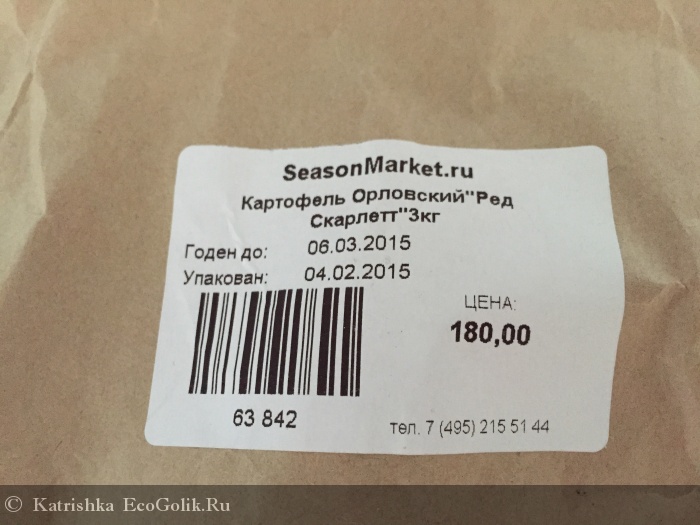 SeasonMarket.ru
Картофель Орловский"Ред
Скарлетт"3кг
Годен до: 06.03.2015
Упакован: 04.02.2015
ЦЕНА:
180,00
63 842
тел. 7 (495) 215 51 44
© Katrishka EcoGolik.Ru